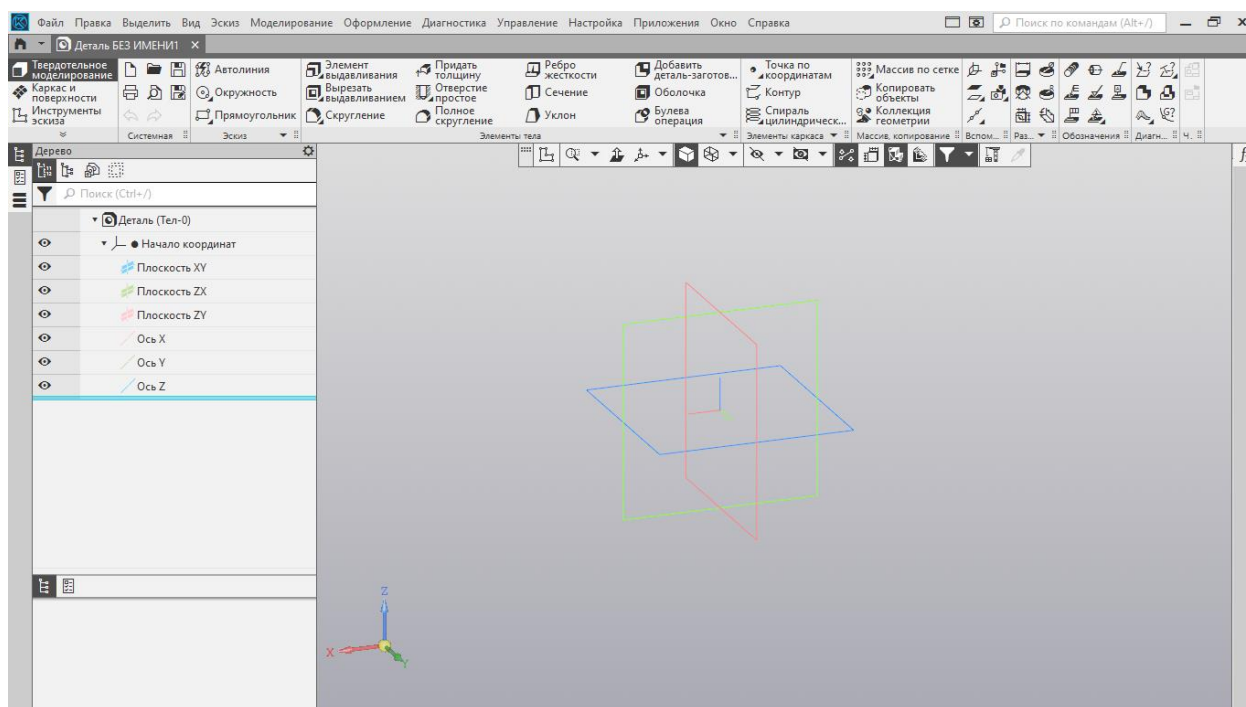 Файл Правка Выделить Вид Эскиз Моделирование Оформление Диагностика Управление Настройка Приложения Окно Справка Поиск по командам (Alt+/)
Деталь БЕЗ ИМЕНИ1
Твердотельное моделирование
Каркас и поверхности
Инструменты эскиза
Системная
Автолиния
Окружность
Прямоугольник
Эскиз
Элемент выдавливания
Вырезать выдавливанием
Скругление
Придать толщину
Отверстие простое
Полное скругление
Ребро жесткости
Сечение
Уклон
Добавить деталь-заготов...
Оболочка
Булева операция
Элементы тела
Точка по координатам
Контур
Спираль цилиндрическ...
Элементы каркаса
Массив по сетке
Копировать объекты
Коллекция геометрии
Массив, копирование
Вспом...
Раз...
Обозначения
Диагн...
Ч...
Дерево
Поиск (Ctrl+/)
Деталь (Тел-0)
Начало координат
Плоскость XY
Плоскость ZX
Плоскость ZY
Ось X
Ось Y
Ось Z
Z
X
Y